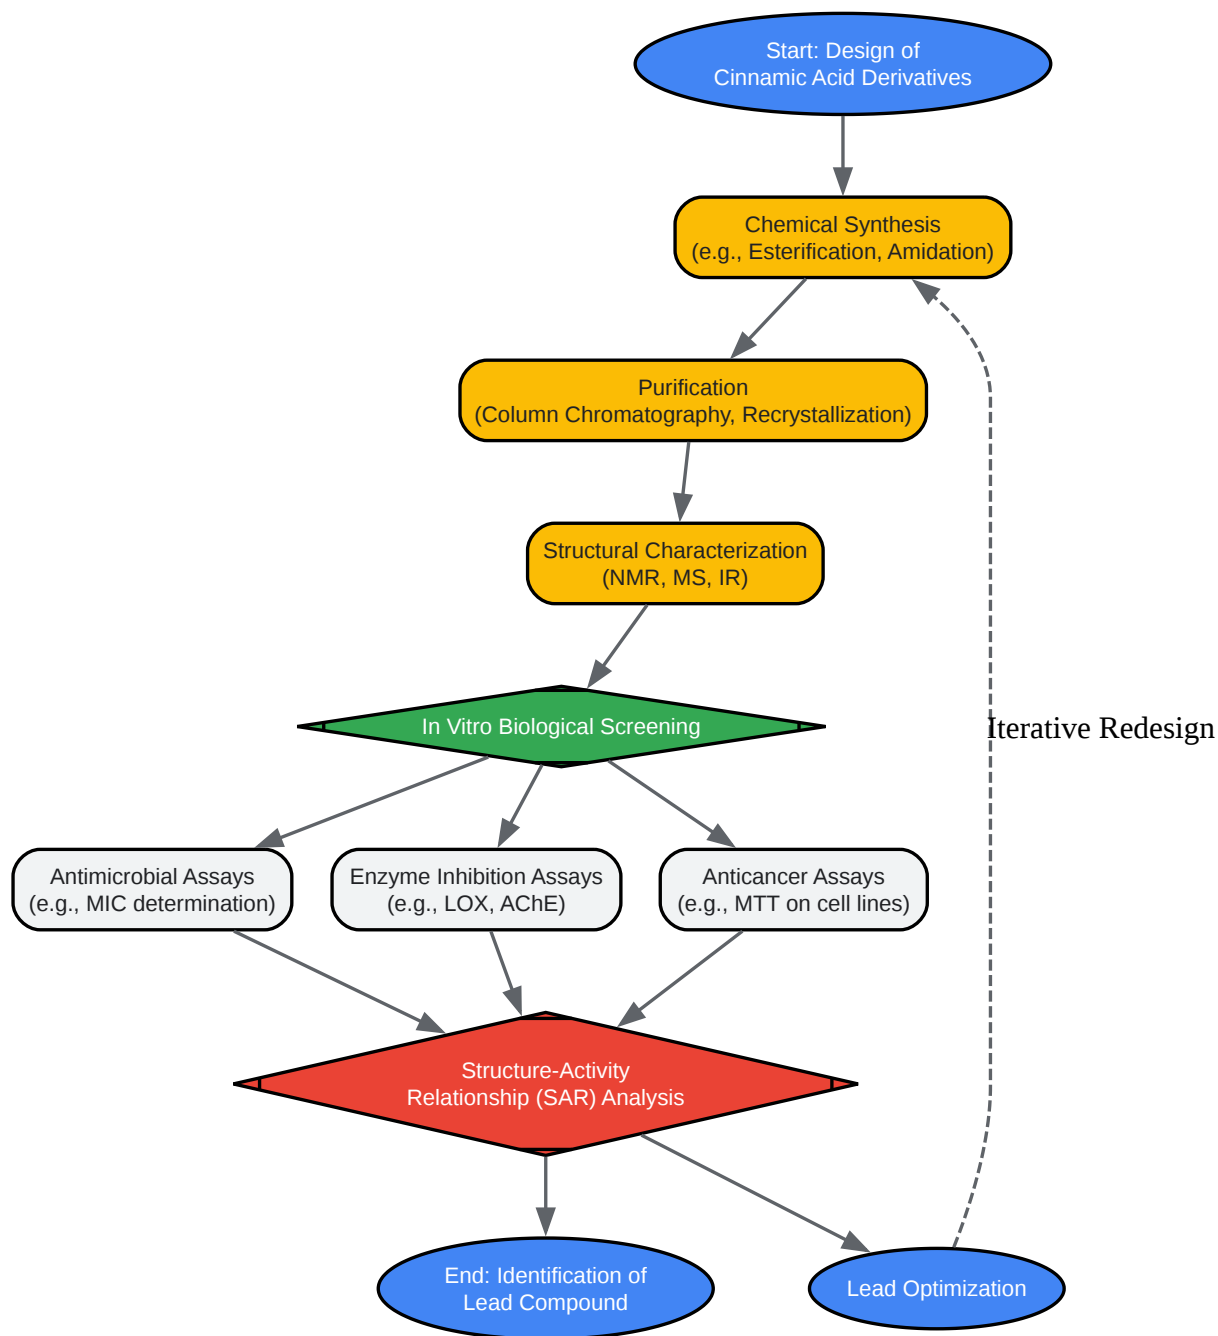 Start: Design of
Cinnamic Acid Derivatives
Chemical Synthesis
(e.g., Esterification, Amidation)
Purification
(Column Chromatography, Recrystallization)
Structural Characterization
(NMR, MS, IR)
In Vitro Biological Screening
Iterative Redesign
Antimicrobial Assays
(e.g., MIC determination)
Enzyme Inhibition Assays
(e.g., LOX, AChE)
Anticancer Assays
(e.g., MTT on cell lines)
Structure-Activity
Relationship (SAR) Analysis
End: Identification of
Lead Compound
Lead Optimization